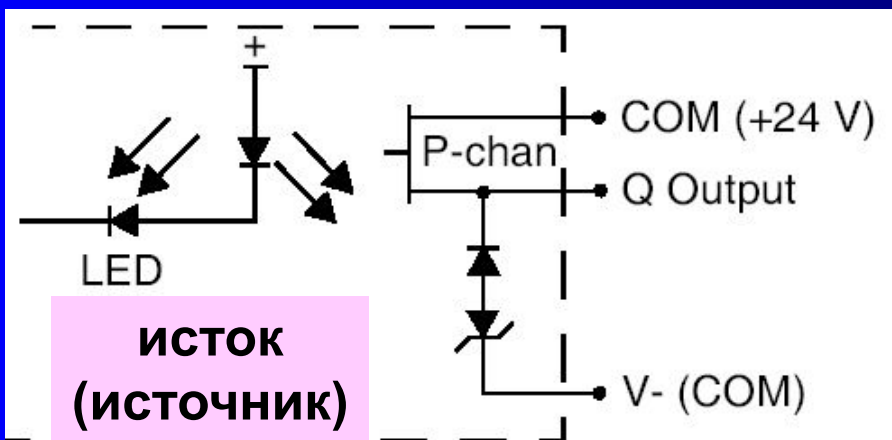 +
COM (+24 V)
P-chan
Q Output
LED
исток
(источник)
V- (COM)